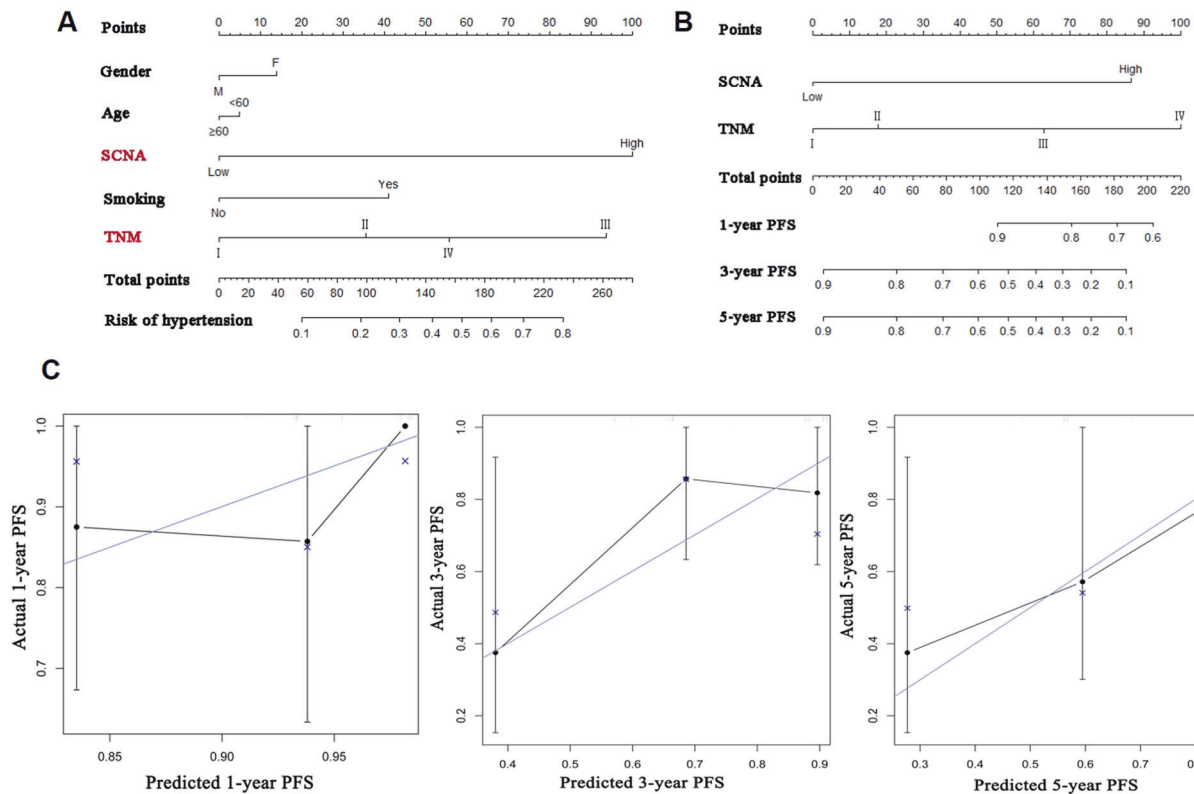 A
Points 0 10 20 30 40 50 60 70 80 90 100
Gender M F
Age ≥60 <60
SCNA Low High
Smoking No Yes
TNM I II IV III
Total points 0 20 40 60 80 100 120 140 160 180 200 220 240 260
Risk of hypertension 0.1 0.2 0.3 0.4 0.5 0.6 0.7 0.8
B
Points 0 10 20 30 40 50 60 70 80 90 100
SCNA Low High
TNM I II III IV
Total points 0 20 40 60 80 100 120 140 160 180 200 220
1-year PFS 0.9 0.8 0.7 0.6
3-year PFS 0.9 0.8 0.7 0.6 0.5 0.4 0.3 0.2 0.1
5-year PFS 0.9 0.8 0.7 0.6 0.5 0.4 0.3 0.2 0.1
C
Actual 1-year PFS
1.0
0.9
0.8
0.7
0.85 0.90 0.95
Predicted 1-year PFS
Actual 3-year PFS
1.0
0.8
0.6
0.4
0.2
0.4 0.5 0.6 0.7 0.8 0.9
Predicted 3-year PFS
Actual 5-year PFS
1.0
0.8
0.6
0.4
0.2
0.3 0.4 0.5 0.6 0.7
Predicted 5-year PFS